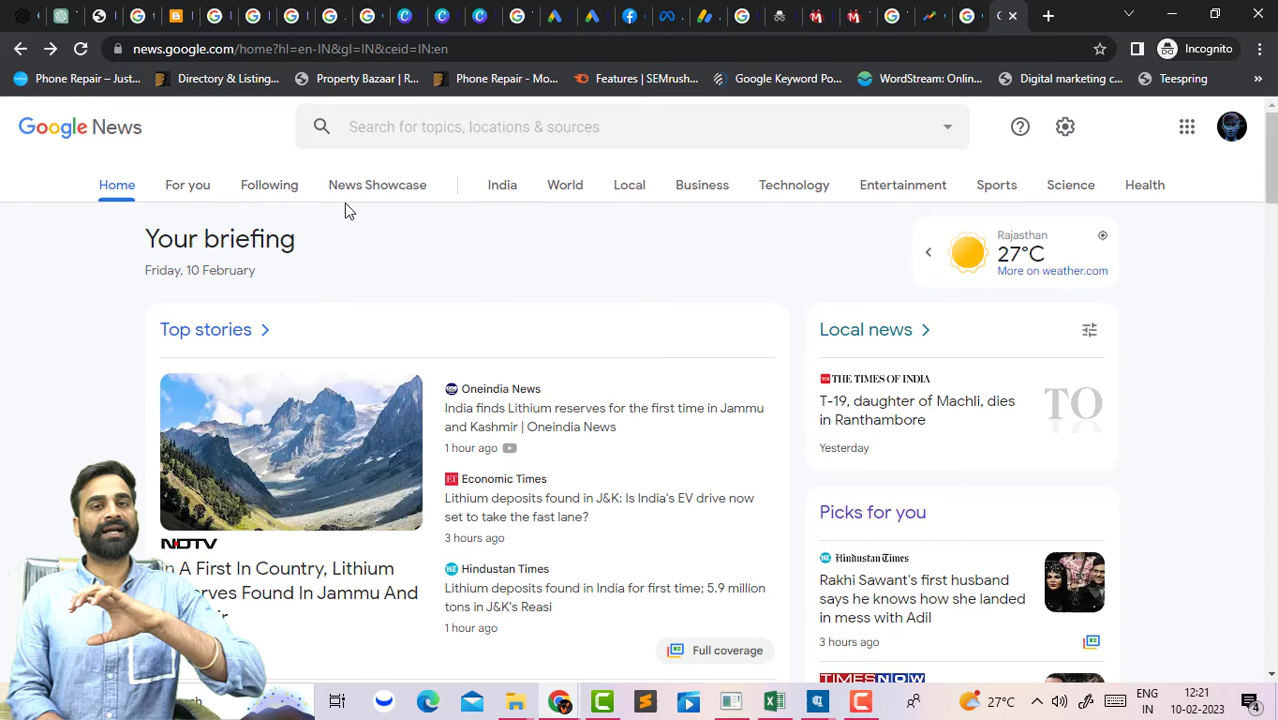 news.google.com/home?hl=en-IN&gl=IN&ceid=IN:en
Incognito
Phone Repair – Just...
Directory & Listing...
Property Bazaar | R...
Phone Repair - Mo...
Features | SEMrush...
Google Keyword Po...
WordStream: Onlin...
Digital marketing c...
Teespring
»
Google News
Search for topics, locations & sources
Home
For you
Following
News Showcase
India
World
Local
Business
Technology
Entertainment
Sports
Science
Health
Your briefing
Friday, 10 February
Rajasthan
27°C
More on weather.com
Top stories
NDTV
n A First In Country, Lithium
erves Found In Jammu And
ir
Oneindia News
India finds Lithium reserves for the first time in Jammu
and Kashmir | Oneindia News
1 hour ago
ET Economic Times
Lithium deposits found in J&K: Is India's EV drive now
set to take the fast lane?
3 hours ago
Hindustan Times
Lithium deposits found in India for first time; 5.9 million
tons in J&K's Reasi
1 hour ago
Full coverage
Local news
THE TIMES OF INDIA
T-19, daughter of Machli, dies
in Ranthambore
Yesterday
TO
Picks for you
Hindustan Times
Rakhi Sawant's first husband
says he knows how she landed
in mess with Adil
3 hours ago
TIMES NOW
27°C
ENG
IN
12:21
10-02-2023
4